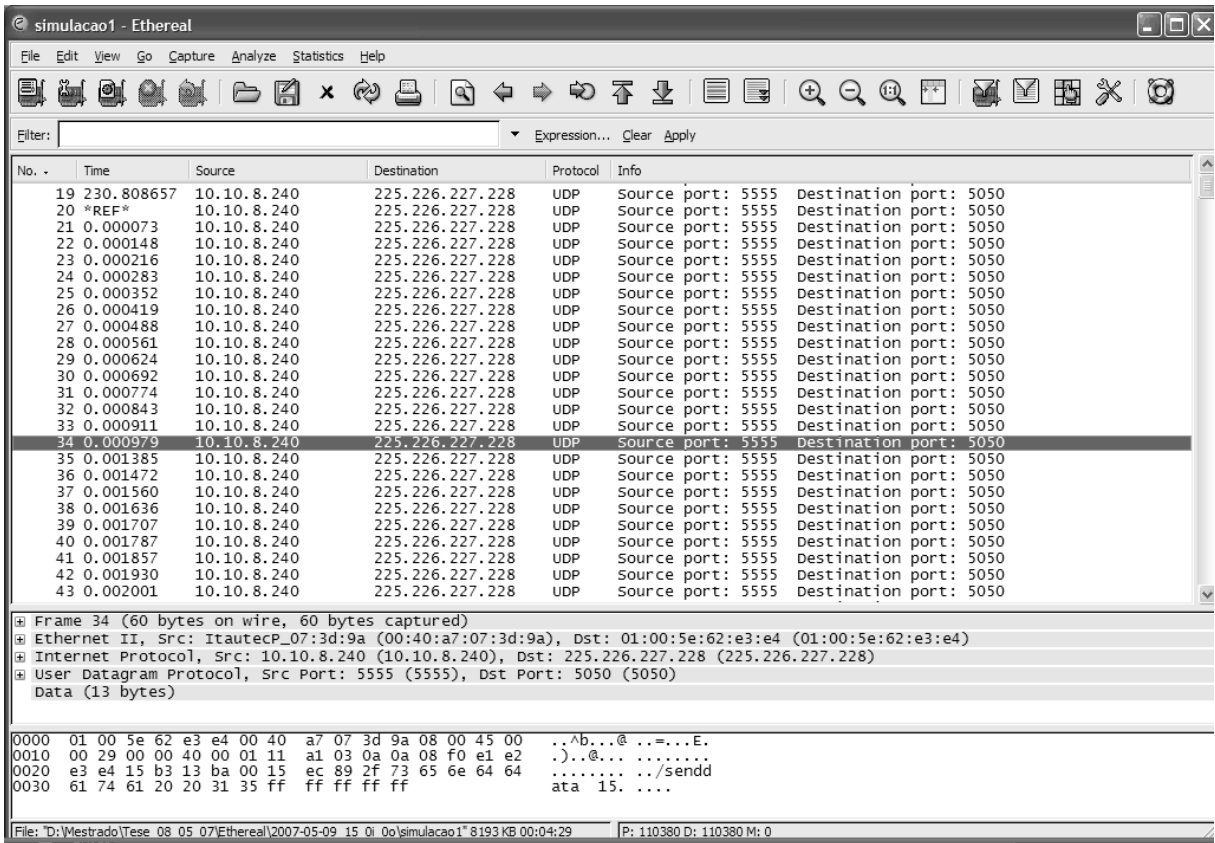 simulacao1 - Ethereal
File Edit View Go Capture Analyze Statistics Help
Filter: Expression... Clear Apply
No. Time Source Destination Protocol Info
19 230.808657 10.10.8.240 225.226.227.228 UDP Source port: 5555 Destination port: 5050
20 *REF* 10.10.8.240 225.226.227.228 UDP Source port: 5555 Destination port: 5050
21 0.000073 10.10.8.240 225.226.227.228 UDP Source port: 5555 Destination port: 5050
22 0.000148 10.10.8.240 225.226.227.228 UDP Source port: 5555 Destination port: 5050
23 0.000216 10.10.8.240 225.226.227.228 UDP Source port: 5555 Destination port: 5050
24 0.000283 10.10.8.240 225.226.227.228 UDP Source port: 5555 Destination port: 5050
25 0.000352 10.10.8.240 225.226.227.228 UDP Source port: 5555 Destination port: 5050
26 0.000419 10.10.8.240 225.226.227.228 UDP Source port: 5555 Destination port: 5050
27 0.000488 10.10.8.240 225.226.227.228 UDP Source port: 5555 Destination port: 5050
28 0.000561 10.10.8.240 225.226.227.228 UDP Source port: 5555 Destination port: 5050
29 0.000624 10.10.8.240 225.226.227.228 UDP Source port: 5555 Destination port: 5050
30 0.000692 10.10.8.240 225.226.227.228 UDP Source port: 5555 Destination port: 5050
31 0.000774 10.10.8.240 225.226.227.228 UDP Source port: 5555 Destination port: 5050
32 0.000843 10.10.8.240 225.226.227.228 UDP Source port: 5555 Destination port: 5050
33 0.000911 10.10.8.240 225.226.227.228 UDP Source port: 5555 Destination port: 5050
34 0.000979 10.10.8.240 225.226.227.228 UDP Source port: 5555 Destination port: 5050
35 0.001385 10.10.8.240 225.226.227.228 UDP Source port: 5555 Destination port: 5050
36 0.001472 10.10.8.240 225.226.227.228 UDP Source port: 5555 Destination port: 5050
37 0.001560 10.10.8.240 225.226.227.228 UDP Source port: 5555 Destination port: 5050
38 0.001636 10.10.8.240 225.226.227.228 UDP Source port: 5555 Destination port: 5050
39 0.001707 10.10.8.240 225.226.227.228 UDP Source port: 5555 Destination port: 5050
40 0.001787 10.10.8.240 225.226.227.228 UDP Source port: 5555 Destination port: 5050
41 0.001857 10.10.8.240 225.226.227.228 UDP Source port: 5555 Destination port: 5050
42 0.001930 10.10.8.240 225.226.227.228 UDP Source port: 5555 Destination port: 5050
43 0.002001 10.10.8.240 225.226.227.228 UDP Source port: 5555 Destination port: 5050
Frame 34 (60 bytes on wire, 60 bytes captured)
Ethernet II, Src: ItautecP_07:3d:9a (00:40:a7:07:3d:9a), Dst: 01:00:5e:62:e3:e4 (01:00:5e:62:e3:e4)
Internet Protocol, Src: 10.10.8.240 (10.10.8.240), Dst: 225.226.227.228 (225.226.227.228)
User Datagram Protocol, Src Port: 5555 (5555), Dst Port: 5050 (5050)
Data (13 bytes)
0000 01 00 5e 62 e3 e4 00 40 a7 07 3d 9a 08 00 45 00 ..^b...@ ..=...E.
0010 00 29 00 00 40 00 01 11 a1 03 0a 0a 08 f0 e1 e2 .)..@... ........
0020 e3 e4 15 b3 13 ba 00 15 ec 89 2f 73 65 6e 64 64 ........ ../sendd
0030 61 74 61 20 20 31 35 ff ff ff ff ff ata 15. ....
File: "D:\Mestrado\Tese_08_05_07\Ethereal\2007-05-09_15_0i_0o\simulacao1" 8193 KB 00:04:29 P: 110380 D: 110380 M: 0